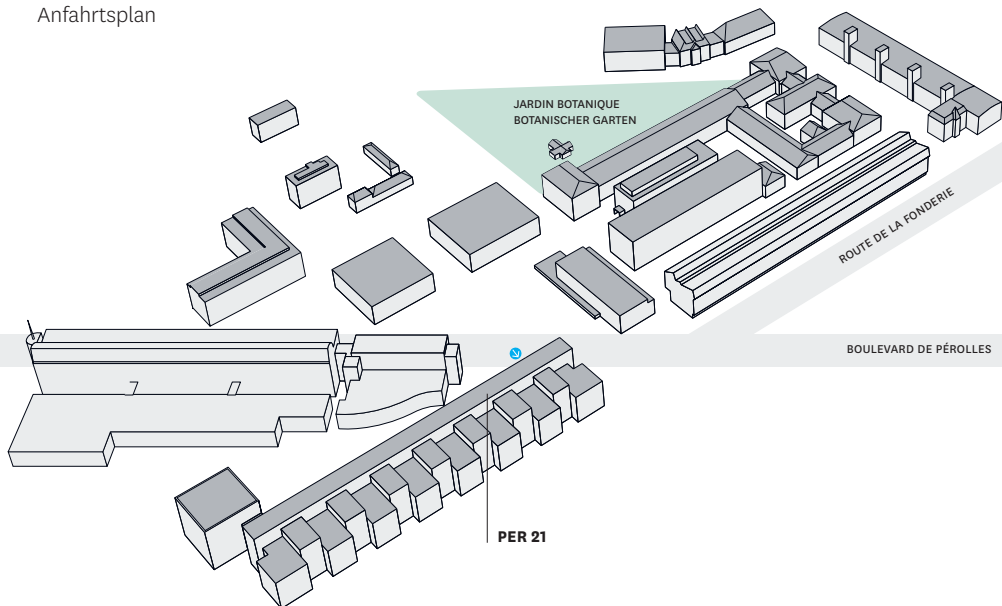 Anfahrtsplan
JARDIN BOTANIQUE
BOTANISCHER GARTEN
ROUTE DE LA FONDERIE
BOULEVARD DE PÉROLLES
PER 21